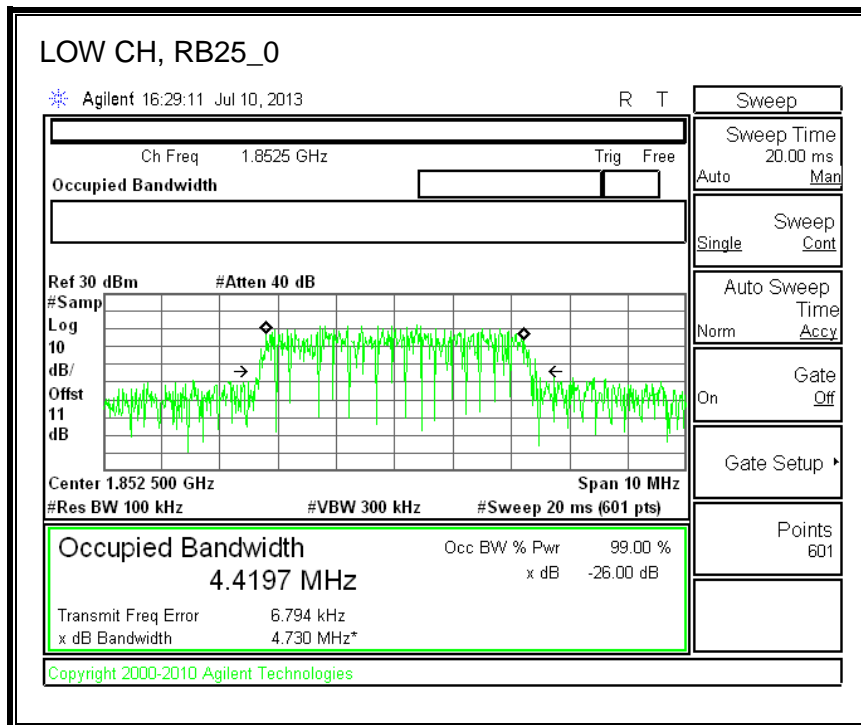 LOW CH, RB25_0
Agilent 16:29:11 Jul 10, 2013 R T
Ch Freq 1.8525 GHz Trig Free
Occupied Bandwidth
Ref 30 dBm #Atten 40 dB
#Samp
Log
10
dB/
Offst
11
dB
Center 1.852 500 GHz Span 10 MHz
#Res BW 100 kHz #VBW 300 kHz #Sweep 20 ms (601 pts)
Occupied Bandwidth Occ BW % Pwr 99.00 %
4.4197 MHz x dB -26.00 dB
Transmit Freq Error 6.794 kHz
x dB Bandwidth 4.730 MHz*
Copyright 2000-2010 Agilent Technologies
Sweep
Sweep Time
20.00 ms
Auto Man
Sweep
Single Cont
Auto Sweep
Time
Norm Accy
Gate
On Off
Gate Setup
Points
601